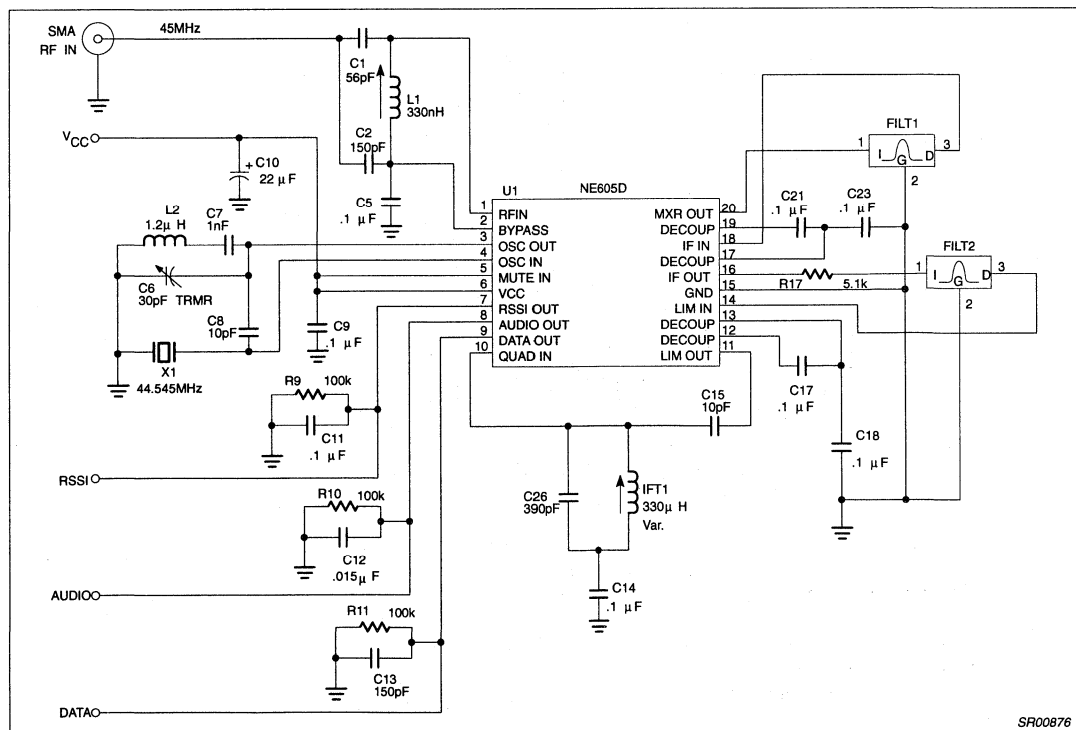 SMA
RF IN
45MHz
C1
56pF
L1
330nH
C2
150pF
VCC
+
C10
22 μF
C5
.1 μF
L2
1.2μ H
C7
1nF
C6
30pF TRMR
C8
10pF
X1
44.545MHz
C9
.1 μF
U1
NE605D
1 RFIN
2 BYPASS
3 OSC OUT
4 OSC IN
5 MUTE IN
6 VCC
7 RSSI OUT
8 AUDIO OUT
9 DATA OUT
10 QUAD IN
MXR OUT 20
DECOUP 19
IF IN 18
DECOUP 17
IF OUT 16
GND 15
LIM IN 14
DECOUP 13
DECOUP 12
LIM OUT 11
FILT1
1
I G D
3
2
C21
.1 μF
C23
.1 μF
FILT2
1
I G D
3
2
R17
5.1k
C17
.1 μF
C18
.1 μF
C15
10pF
C26
390pF
IFT1
330μ H
Var.
C14
.1 μF
R9
100k
C11
.1 μF
RSSI
R10
100k
C12
.015μF
AUDIO
R11
100k
C13
150pF
DATA
SR00876